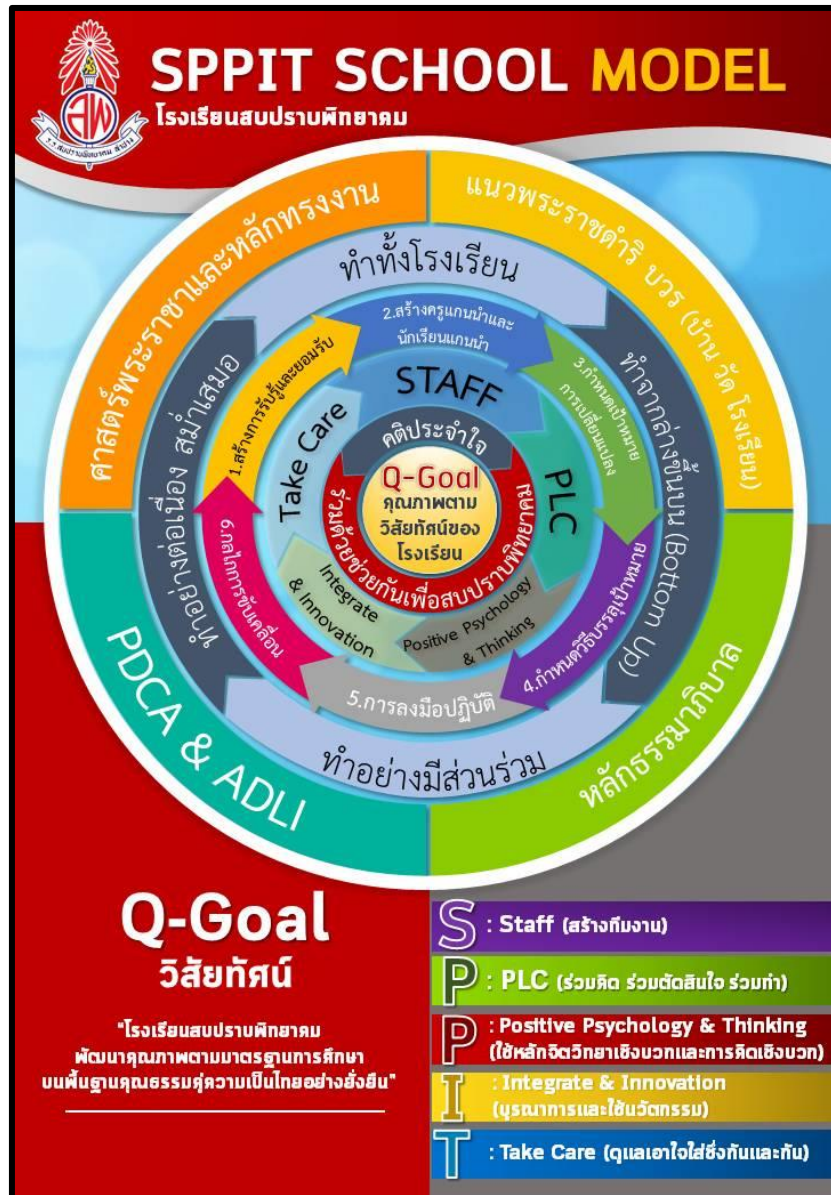 SPPIT SCHOOL MODEL
โรงเรียนสบปราบพิทยาคม
สพ
ศาสตร์พระราชาและหลักทรงงาน
แนวพระราชดำริ บวร (บ้าน วัด โรงเรียน)
หลักธรรมาภิบาล
PDCA & ADLI
ทำทั้งโรงเรียน
ทำจากล่างขึ้นบน (Bottom Up)
ทำอย่างมีส่วนร่วม
ทำอย่างต่อเนื่อง สม่ำเสมอ
1.สร้างการรับรู้และยอมรับ
2.สร้างครูแกนนำและ
นักเรียนแกนนำ
3.กำหนดเป้าหมาย
การเปลี่ยนแปลง
4.กำหนดวิธีบรรลุเป้าหมาย
5.การลงมือปฏิบัติ
6.กลไกการขับเคลื่อน
STAFF
PLC
Positive Psychology
& Thinking
Integrate
& Innovation
Take Care
คติประจำใจ
ร่วมด้วยช่วยกันเพื่อสบปราบพิทยาคม
Q-Goal
คุณภาพตาม
วิสัยทัศน์ของ
โรงเรียน
Q-Goal
วิสัยทัศน์
"โรงเรียนสบปราบพิทยาคม
พัฒนาคุณภาพตามมาตรฐานการศึกษา
บนพื้นฐานคุณธรรมคู่ความเป็นไทยอย่างยั่งยืน"
S : Staff (สร้างทีมงาน)
P : PLC (ร่วมคิด ร่วมตัดสินใจ ร่วมทำ)
P : Positive Psychology & Thinking
(ใช้หลักจิตวิทยาเชิงบวกและการคิดเชิงบวก)
I : Integrate & Innovation
(บูรณาการและใช้นวัตกรรม)
T : Take Care (ดูแลเอาใจใส่ซึ่งกันและกัน)